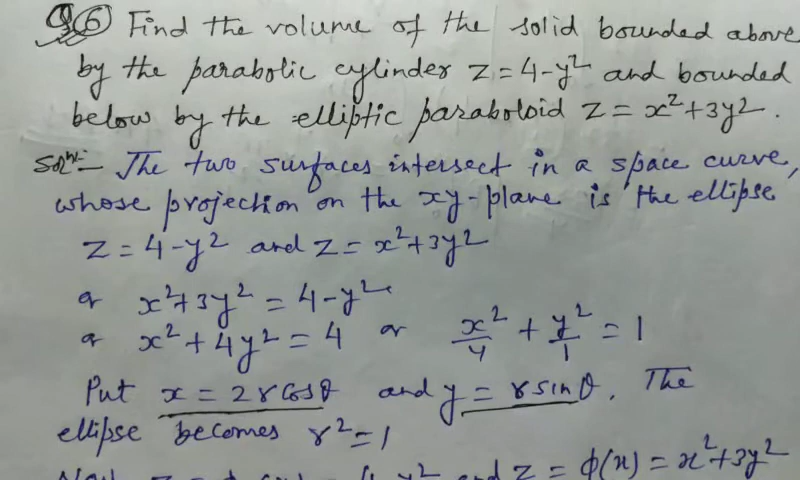 Q6 Find the volume of the solid bounded above
by the parabolic cylinder z = 4-y² and bounded
below by the elliptic paraboloid z = x²+3y².
Solⁿ:- The two surfaces intersect in a space curve,
whose projection on the xy-plane is the ellipse
z = 4-y² and z = x²+3y²
or x²+3y² = 4-y²
or x²+4y² = 4 or x²/4 + y²/1 = 1
Put x = 2rcosθ and y = rsinθ. The
ellipse becomes r²=1
and z = φ(x) = x²+3y²